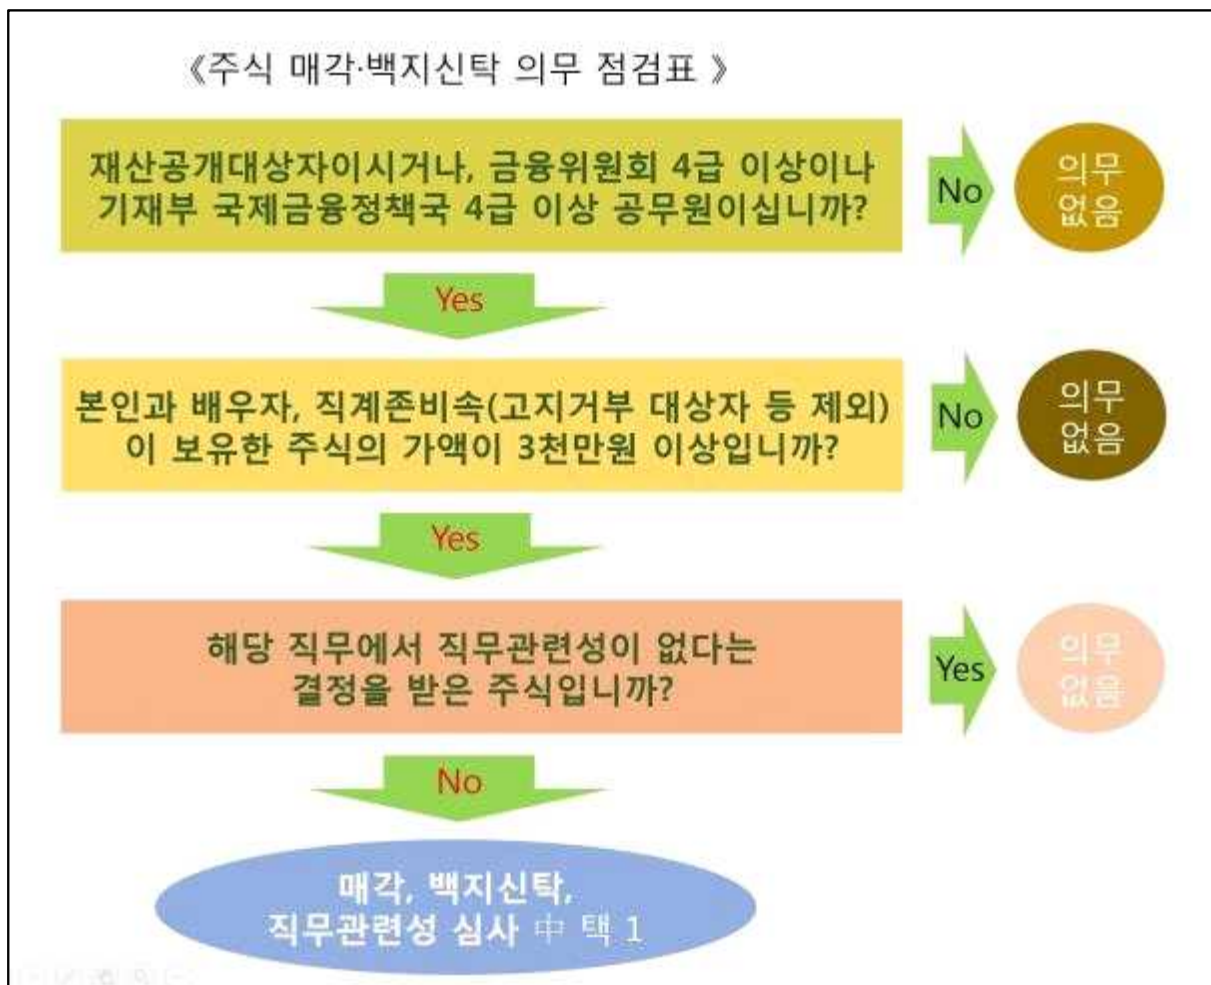 《주식 매각·백지신탁 의무 점검표 》
재산공개대상자이시거나, 금융위원회 4급 이상이나
기재부 국제금융정책국 4급 이상 공무원이십니까?
No
의무
없음
Yes
본인과 배우자, 직계존비속(고지거부 대상자 등 제외)
이 보유한 주식의 가액이 3천만원 이상입니까?
No
의무
없음
Yes
해당 직무에서 직무관련성이 없다는
결정을 받은 주식입니까?
Yes
의무
없음
No
매각, 백지신탁,
직무관련성 심사 中 택 1